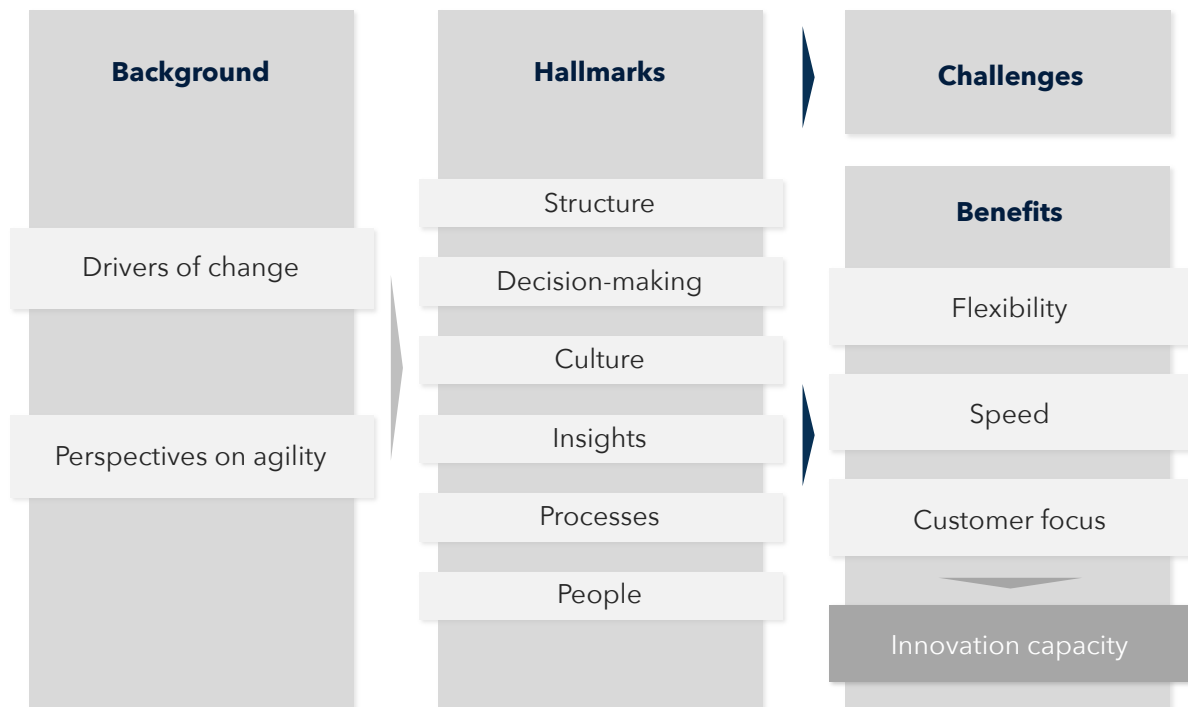 Background
Drivers of change
Perspectives on agility
Hallmarks
Structure
Decision-making
Culture
Insights
Processes
People
Challenges
Benefits
Flexibility
Speed
Customer focus
Innovation capacity